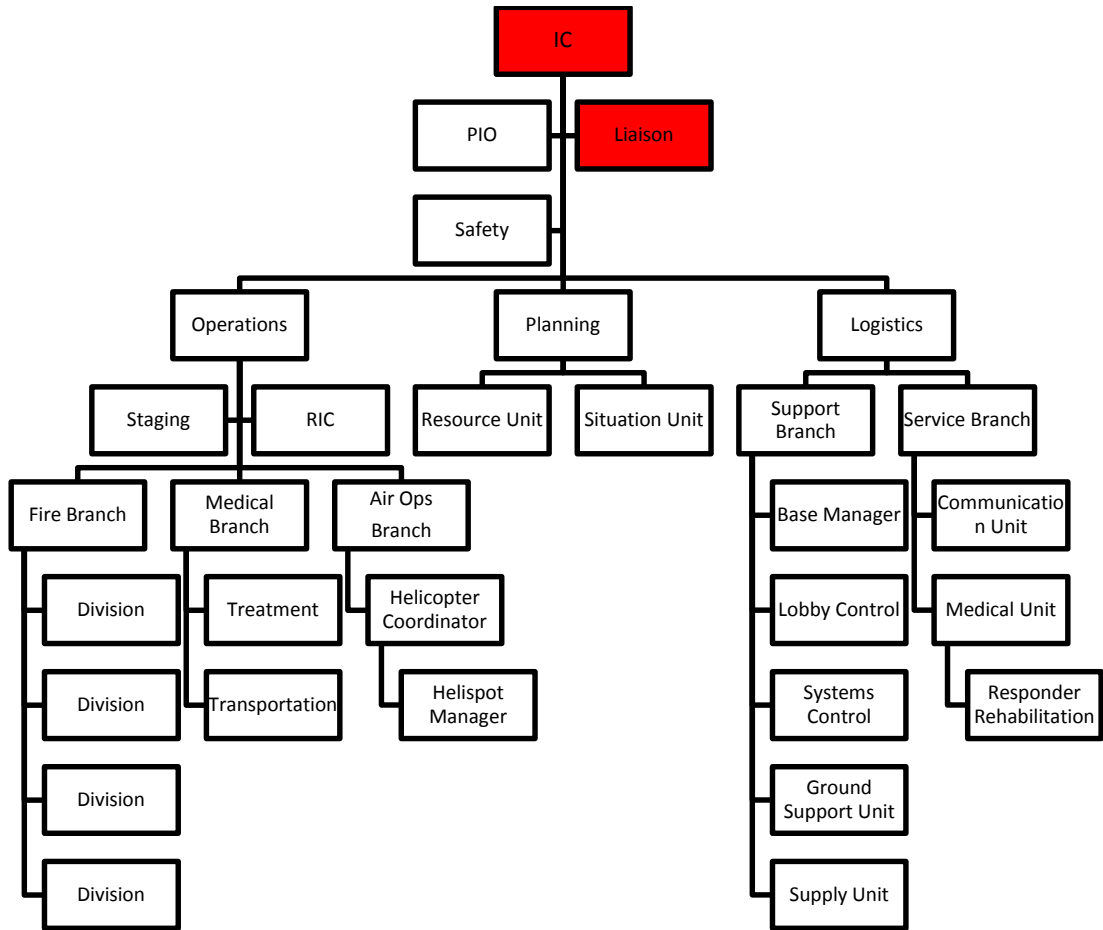 IC
PIO
Liaison
Safety
Operations
Planning
Logistics
Staging
RIC
Resource Unit
Situation Unit
Support
Branch
Service Branch
Fire Branch
Medical
Branch
Air Ops
Branch
Base Manager
Communicatio
n Unit
Division
Treatment
Helicopter
Coordinator
Lobby Control
Medical Unit
Division
Transportation
Helispot
Manager
Systems
Control
Responder
Rehabilitation
Division
Ground
Support Unit
Division
Supply Unit